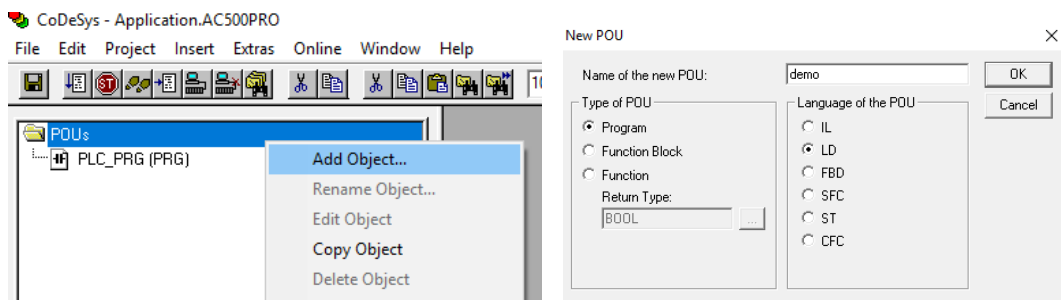 CoDeSys - Application.AC500PRO
File Edit Project Insert Extras Online Window Help
POUs
PLC_PRG (PRG)
Add Object...
Rename Object...
Edit Object
Copy Object
Delete Object
New POU
Name of the new POU: demo OK
Type of POU Language of the POU Cancel
Program IL
Function Block LD
Function FBD
Return Type: SFC
BOOL ... ST
CFC